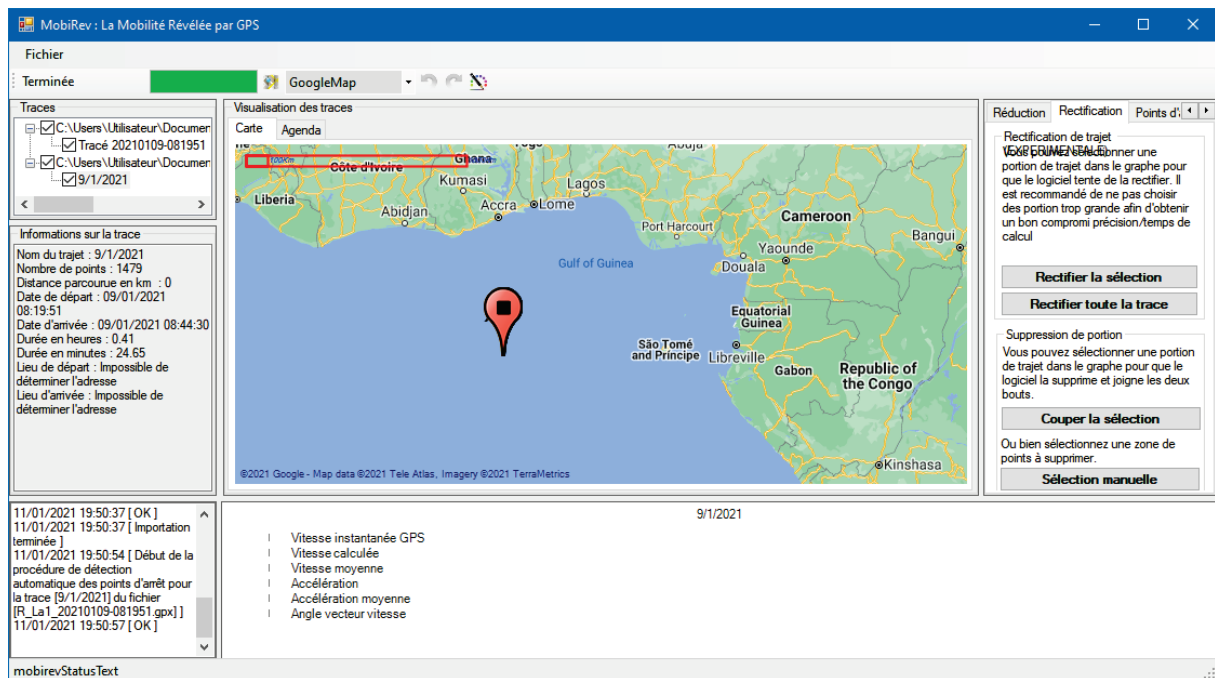 MobiRev : La Mobilité Révélée par GPS
Fichier
Terminée
GoogleMap
Traces
C:\Users\Utilisateur\Documer
Tracé 20210109-081951
C:\Users\Utilisateur\Documer
9/1/2021
Informations sur la trace
Nom du trajet : 9/1/2021
Nombre de points : 1479
Distance parcourue en km : 0
Date de départ : 09/01/2021
08:19:51
Date d'arrivée : 09/01/2021 08:44:30
Durée en heures : 0.41
Durée en minutes : 24.65
Lieu de départ : Impossible de
déterminer l'adresse
Lieu d'arrivée : Impossible de
déterminer l'adresse
Visualisation des traces
Carte
Agenda
100Km
Côte d'Ivoire
Ghana
Togo
Abuja
Kumasi
Lagos
Liberia
Abidjan
Accra
Lome
Port Harcourt
Cameroon
Bangui
Yaounde
Gulf of Guinea
Douala
Equatorial
Guinea
São Tomé
and Príncipe
Libreville
Gabon
Republic of
the Congo
Kinshasa
©2021 Google - Map data ©2021 Tele Atlas, Imagery ©2021 TerraMetrics
Réduction
Rectification
Points d'
Rectification de trajet
(EXPERIMENTALE)
Vous pouvez sélectionner une
portion de trajet dans le graphe pour
que le logiciel tente de la rectifier. Il
est recommandé de ne pas choisir
des portion trop grande afin d'obtenir
un bon compromi précision/temps de
calcul
Rectifier la sélection
Rectifier toute la trace
Suppression de portion
Vous pouvez sélectionner une portion
de trajet dans le graphe pour que le
logiciel la supprime et joigne les deux
bouts.
Couper la sélection
Ou bien sélectionnez une zone de
points à supprimer.
Sélection manuelle
11/01/2021 19:50:37 [ OK ]
11/01/2021 19:50:37 [ Importation
terminée ]
11/01/2021 19:50:54 [ Début de la
procédure de détection
automatique des points d'arrêt pour
la trace [9/1/2021] du fichier
[R_La1_20210109-081951.gpx] ]
11/01/2021 19:50:57 [ OK ]
9/1/2021
Vitesse instantanée GPS
Vitesse calculée
Vitesse moyenne
Accélération
Accélération moyenne
Angle vecteur vitesse
mobirevStatusText